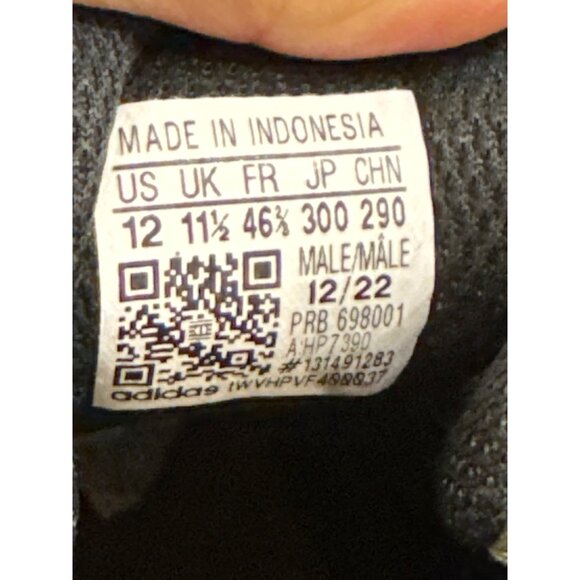 MADE IN INDONESIA
US UK FR JP CHN
12 11½ 46⅔ 300 290
MALE/MÂLE
12/22
PRB 698001
A:HP7390
#131491283
adidas